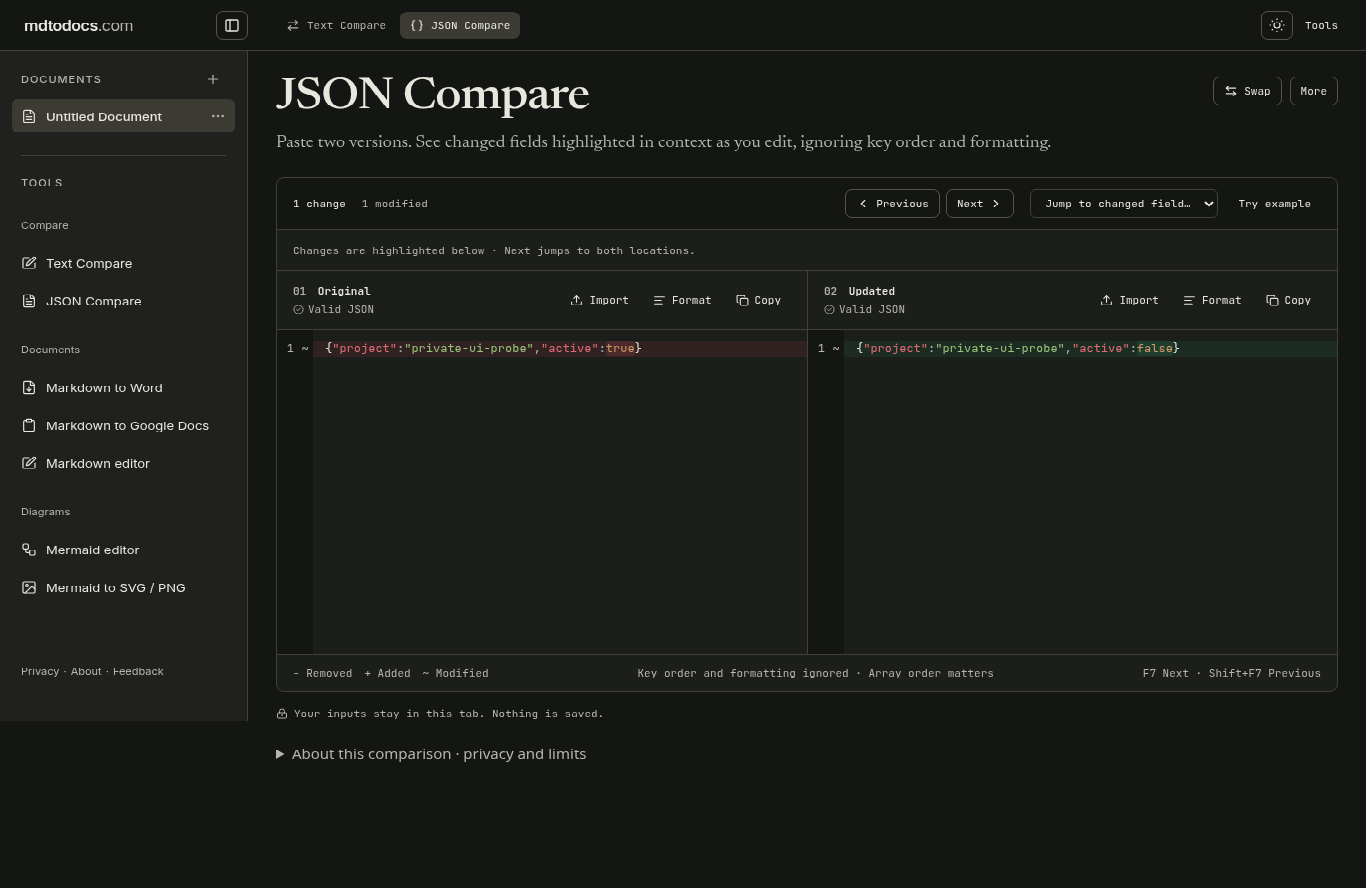 mdtodocs.com
Text Compare
{} JSON Compare
Tools
DOCUMENTS
Untitled Document
TOOLS
Compare
Text Compare
JSON Compare
Documents
Markdown to Word
Markdown to Google Docs
Markdown editor
Diagrams
Mermaid editor
Mermaid to SVG / PNG
Privacy · About · Feedback
JSON Compare
Swap
More
Paste two versions. See changed fields highlighted in context as you edit, ignoring key order and formatting.
1 change 1 modified
Previous
Next
Jump to changed field…
Try example
Changes are highlighted below · Next jumps to both locations.
01 Original
Valid JSON
Import
Format
Copy
02 Updated
Valid JSON
Import
Format
Copy
1 ~ {"project":"private-ui-probe","active":true}
1 ~ {"project":"private-ui-probe","active":false}
- Removed + Added ~ Modified
Key order and formatting ignored · Array order matters
F7 Next · Shift+F7 Previous
Your inputs stay in this tab. Nothing is saved.
About this comparison · privacy and limits